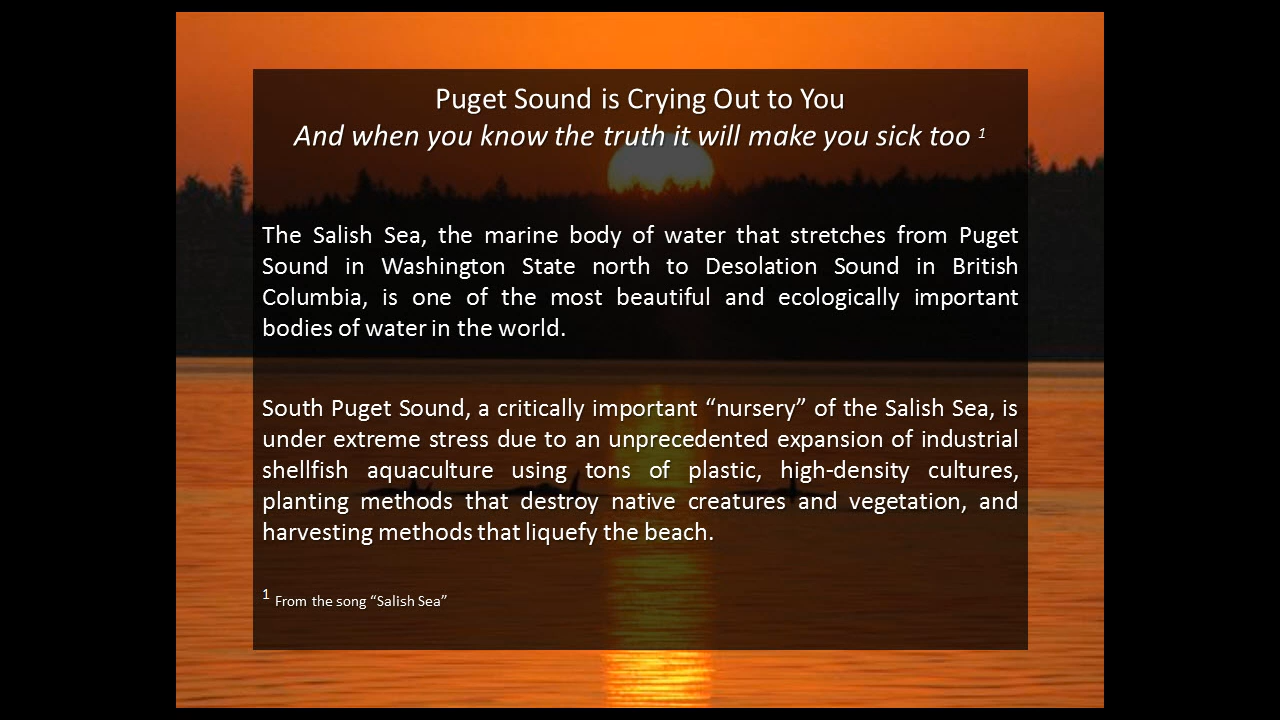 Puget Sound is Crying Out to You
And when you know the truth it will make you sick too 1
The Salish Sea, the marine body of water that stretches from Puget
Sound in Washington State north to Desolation Sound in British
Columbia, is one of the most beautiful and ecologically important
bodies of water in the world.
South Puget Sound, a critically important “nursery” of the Salish Sea, is
under extreme stress due to an unprecedented expansion of industrial
shellfish aquaculture using tons of plastic, high-density cultures,
planting methods that destroy native creatures and vegetation, and
harvesting methods that liquefy the beach.
1 From the song “Salish Sea”